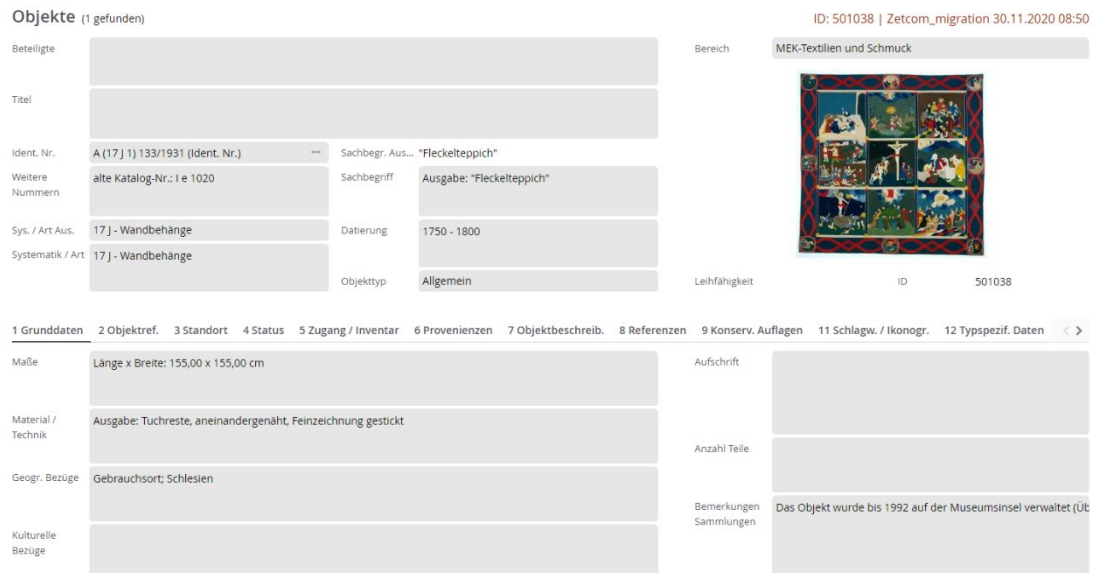 Objekte (1 gefunden)
ID: 501038 | Zetcom_migration 30.11.2020 08:50
Beteiligte
Bereich
MEK-Textilien und Schmuck
Titel
Ident. Nr.
A (17 J 1) 133/1931 (Ident. Nr.)
Sachbegr. Aus... "Fleckelteppich"
Weitere
Nummern
alte Katalog-Nr.: I e 1020
Sachbegriff
Ausgabe: "Fleckelteppich"
Sys. / Art Aus.
17 J - Wandbehänge
Datierung
1750 - 1800
Systematik / Art
17 J - Wandbehänge
Objekttyp
Allgemein
Leihfähigkeit
ID
501038
1 Grunddaten 2 Objektref. 3 Standort 4 Status 5 Zugang / Inventar 6 Provenienzen 7 Objektbeschreib. 8 Referenzen 9 Konserv. Auflagen 11 Schlagw. / Ikonogr. 12 Typspezif. Daten
Maße
Länge x Breite: 155,00 x 155,00 cm
Aufschrift
Material /
Technik
Ausgabe: Tuchreste, aneinandergenäht, Feinzeichnung gestickt
Anzahl Teile
Geogr. Bezüge
Gebrauchsort; Schlesien
Bemerkungen
Sammlungen
Das Objekt wurde bis 1992 auf der Museumsinsel verwaltet (Üb
Kulturelle
Bezüge